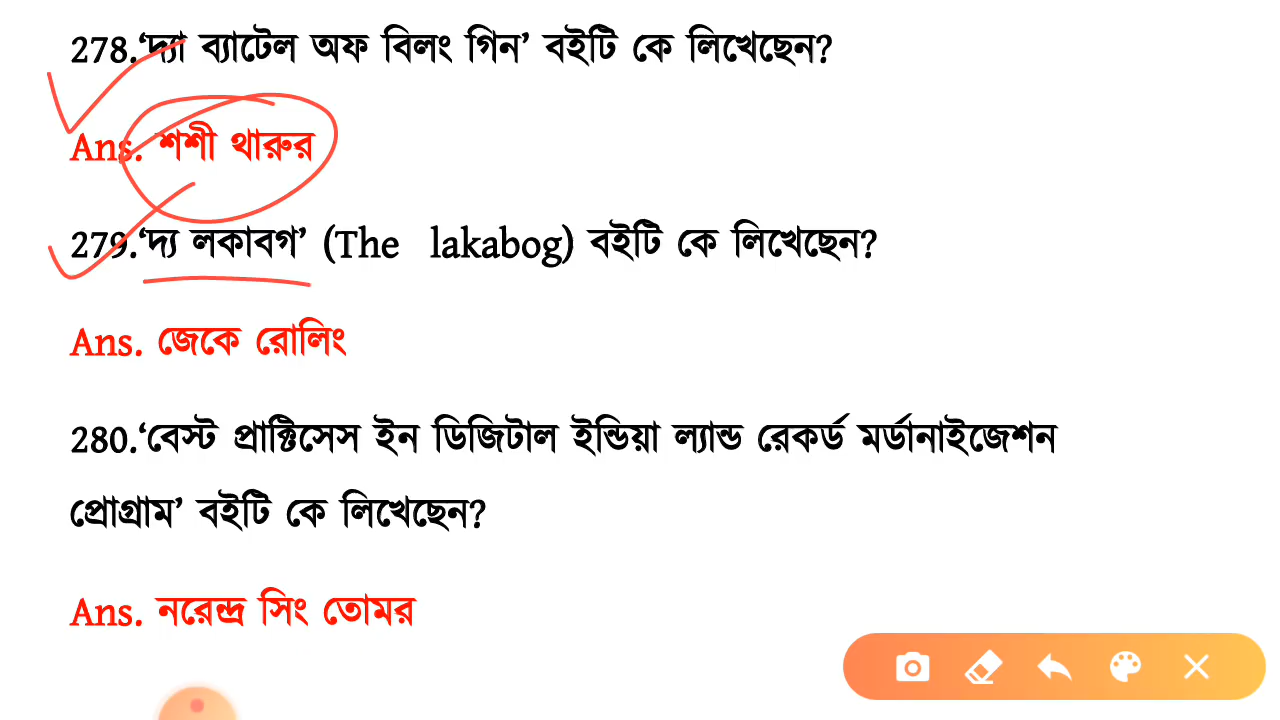 278.‘দ্যা ব্যাটেল অফ বিলং গিন’ বইটি কে লিখেছেন?
Ans. শশী থারুর
279.‘দ্য লকাবগ’ (The lakabog) বইটি কে লিখেছেন?
Ans. জেকে রোলিং
280.‘বেস্ট প্রাক্টিসেস ইন ডিজিটাল ইন্ডিয়া ল্যান্ড রেকর্ড মর্ডানাইজেশন
প্রোগ্রাম’ বইটি কে লিখেছেন?
Ans. নরেন্দ্র সিং তোমর